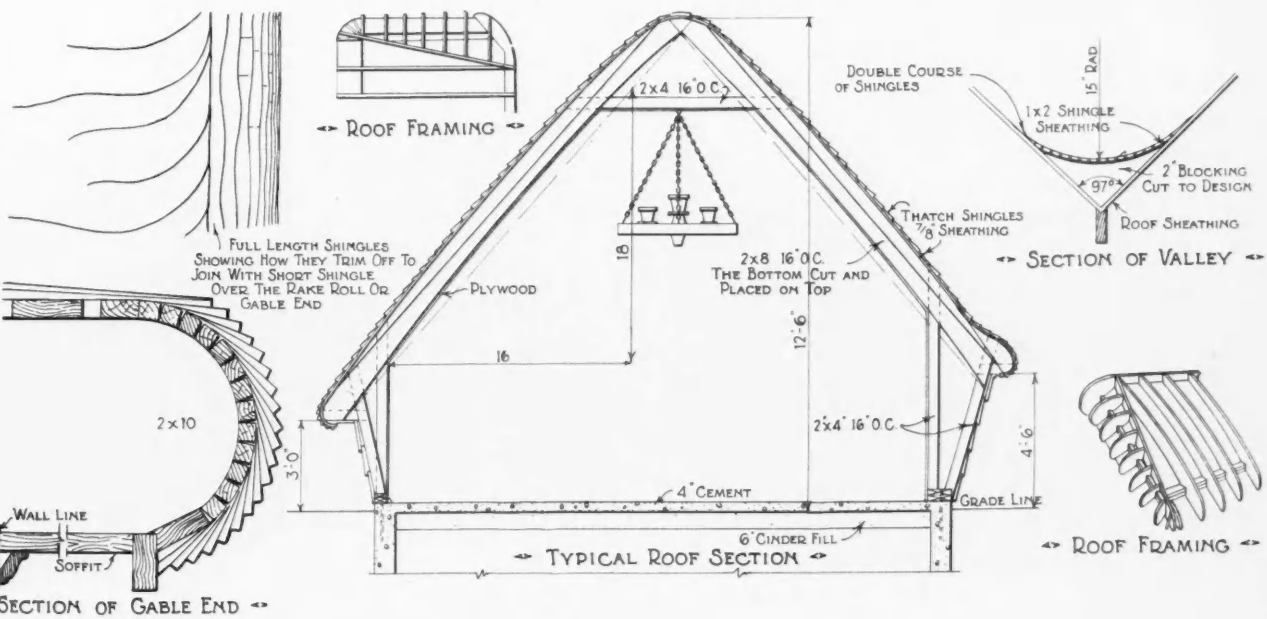 ◄► ROOF FRAMING ◄►
FULL LENGTH SHINGLES
SHOWING HOW THEY TRIM OFF TO
JOIN WITH SHORT SHINGLE
OVER THE RAKE ROLL OR
GABLE END
2x10
WALL LINE
SOFFIT
SECTION OF GABLE END ◄►
2x4 16"O.C.
18
16
PLYWOOD
2x8 16"O.C.
THE BOTTOM CUT AND
PLACED ON TOP
THATCH SHINGLES
7/8" SHEATHING
12'-6"
3'-0"
2"x4" 16"O.C.
4'-6"
4" CEMENT
GRADE LINE
6" CINDER FILL
◄► TYPICAL ROOF SECTION ◄►
DOUBLE COURSE
OF SHINGLES
15" RAD
1x2 SHINGLE
SHEATHING
97°
2" BLOCKING
CUT TO DESIGN
ROOF SHEATHING
◄► SECTION OF VALLEY ◄►
◄► ROOF FRAMING ◄►